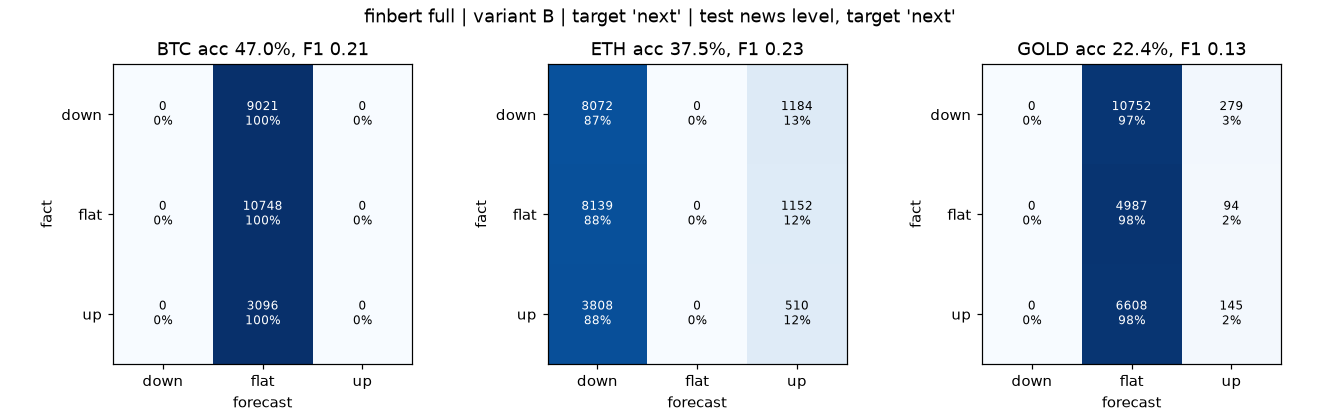 finbert full | variant B | target 'next' | test news level, target 'next'
BTC acc 47.0%, F1 0.21
fact
down
flat
up
0
0%
9021
100%
0
0%
0
0%
10748
100%
0
0%
0
0%
3096
100%
0
0%
down flat up
forecast
ETH acc 37.5%, F1 0.23
fact
down
flat
up
8072
87%
0
0%
1184
13%
8139
88%
0
0%
1152
12%
3808
88%
0
0%
510
12%
down flat up
forecast
GOLD acc 22.4%, F1 0.13
fact
down
flat
up
0
0%
10752
97%
279
3%
0
0%
4987
98%
94
2%
0
0%
6608
98%
145
2%
down flat up
forecast